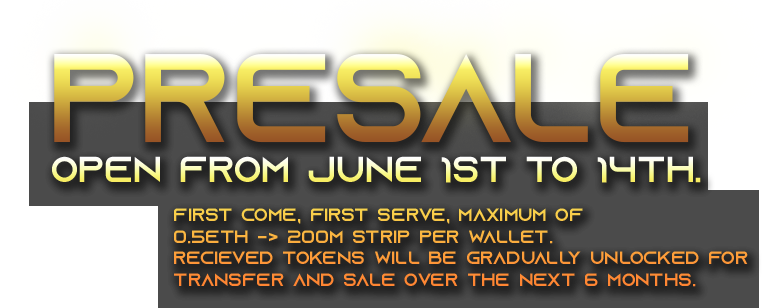 PRESALE
OPEN FROM JUNE 1ST TO 14TH.
FIRST COME, FIRST SERVE, MAXIMUM OF
0.5ETH -> 200M STRIP PER WALLET.
RECIEVED TOKENS WILL BE GRADUALLY UNLOCKED FOR
TRANSFER AND SALE OVER THE NEXT 6 MONTHS.